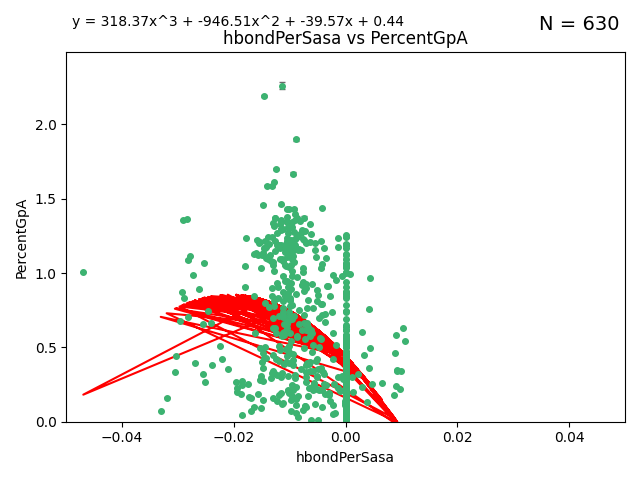 y = 318.37x^3 + -946.51x^2 + -39.57x + 0.44
N = 630
hbondPerSasa vs PercentGpA
PercentGpA
2.0
1.5
1.0
0.5
0.0
−0.04
−0.02
0.00
0.02
0.04
hbondPerSasa